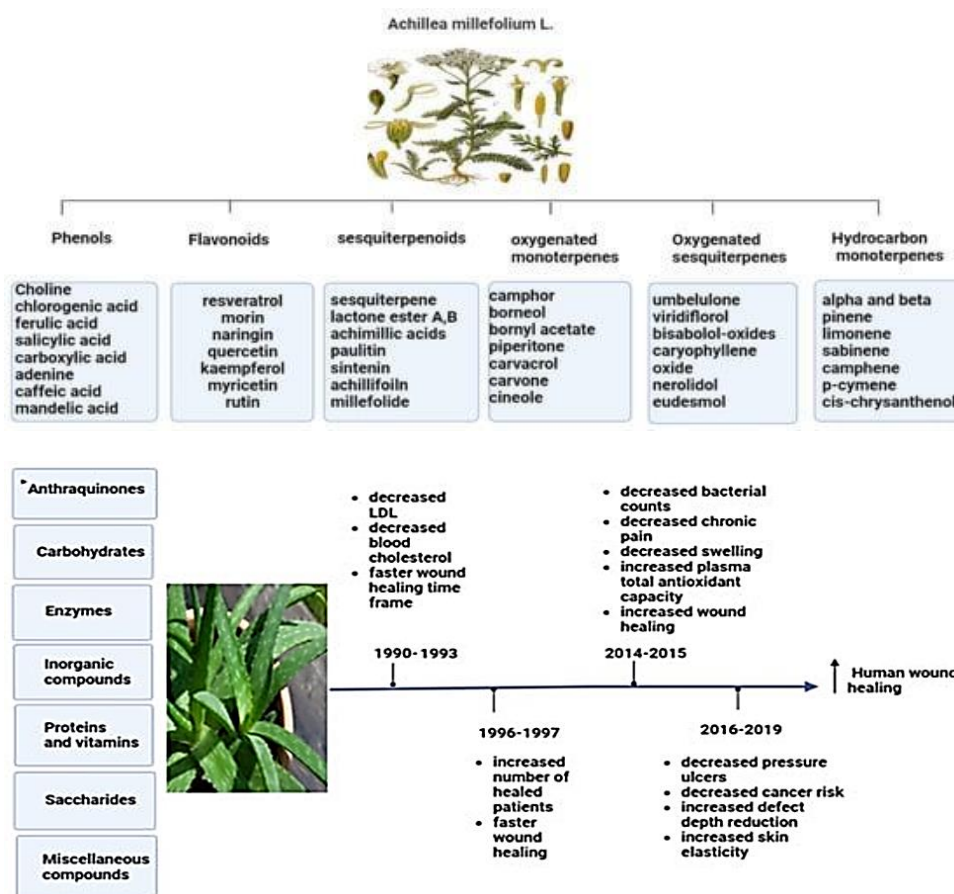 Achillea millefolium L.
Phenols
Choline
chlorogenic acid
ferulic acid
salicylic acid
carboxylic acid
adenine
caffeic acid
mandelic acid
Flavonoids
resveratrol
morin
naringin
quercetin
kaempferol
myricetin
rutin
sesquiterpenoids
sesquiterpene
lactone ester A,B
achimillic acids
paulitin
sintenin
achillifoiln
millefolide
oxygenated
monoterpenes
camphor
borneol
bornyl acetate
piperitone
carvacrol
carvone
cineole
Oxygenated
sesquiterpenes
umbelulone
viridiflorol
bisabolol-oxides
caryophyllene
oxide
nerolidol
eudesmol
Hydrocarbon
monoterpenes
alpha and beta
pinene
limonene
sabinene
camphene
p-cymene
cis-chrysanthenol
Anthraquinones
Carbohydrates
Enzymes
Inorganic
compounds
Proteins
and vitamins
Saccharides
Miscellaneous
compounds
• decreased
LDL
• decreased
blood
cholesterol
• faster wound
healing time
frame
1990-1993
1996-1997
• increased
number of
healed
patients
• faster
wound
healing
• decreased bacterial
counts
• decreased chronic
pain
• decreased swelling
• increased plasma
total antioxidant
capacity
• increased wound
healing
2014-2015
2016-2019
• decreased pressure
ulcers
• decreased cancer risk
• increased defect
depth reduction
• increased skin
elasticity
Human wound
healing